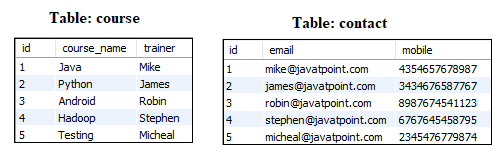 Table: course
id course_name trainer
1 Java Mike
2 Python James
3 Android Robin
4 Hadoop Stephen
5 Testing Micheal
Table: contact
id email mobile
1 mike@javatpoint.com 4354657678987
2 james@javatpoint.com 3434676587767
3 robin@javatpoint.com 8987674541123
4 stephen@javatpoint.com 6767645458795
5 micheal@javatpoint.com 2345476779874